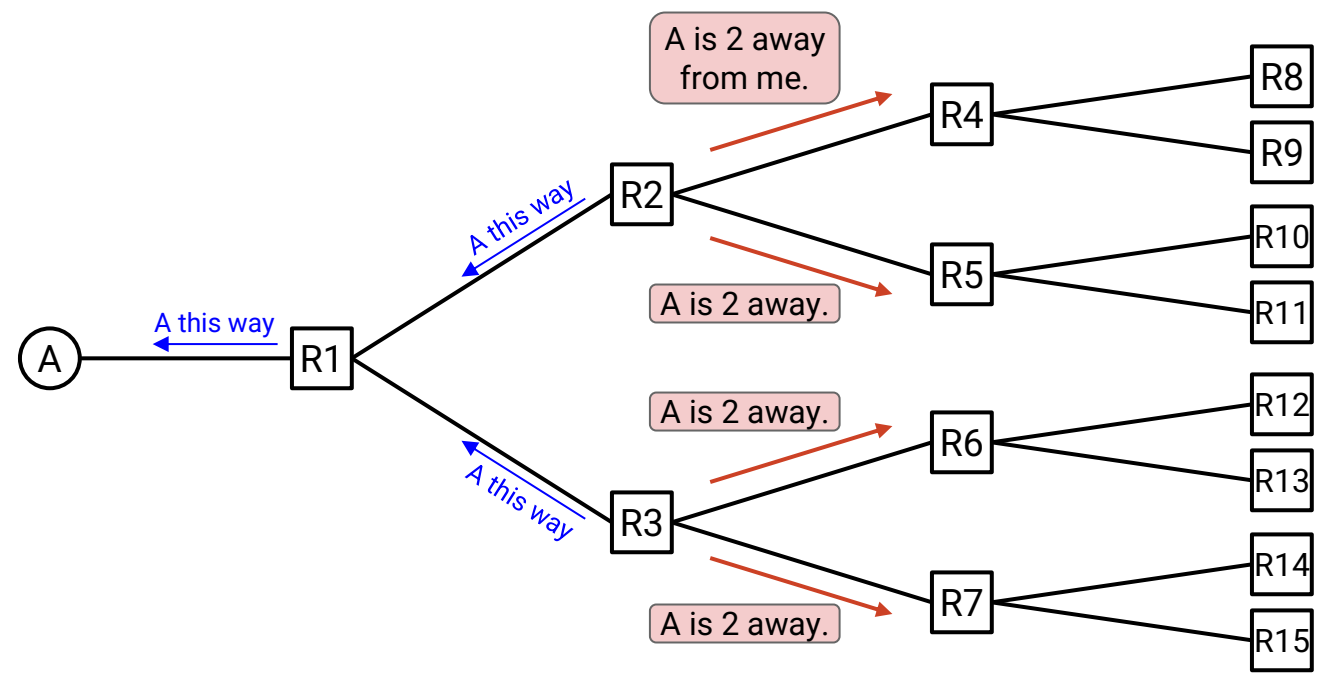 A is 2 away
from me.
R8
R4
R9
A this way
R2
R10
R5
A is 2 away.
R11
A this way
A
R1
A is 2 away.
R12
R6
A this way
R13
R3
R14
R7
A is 2 away.
R15